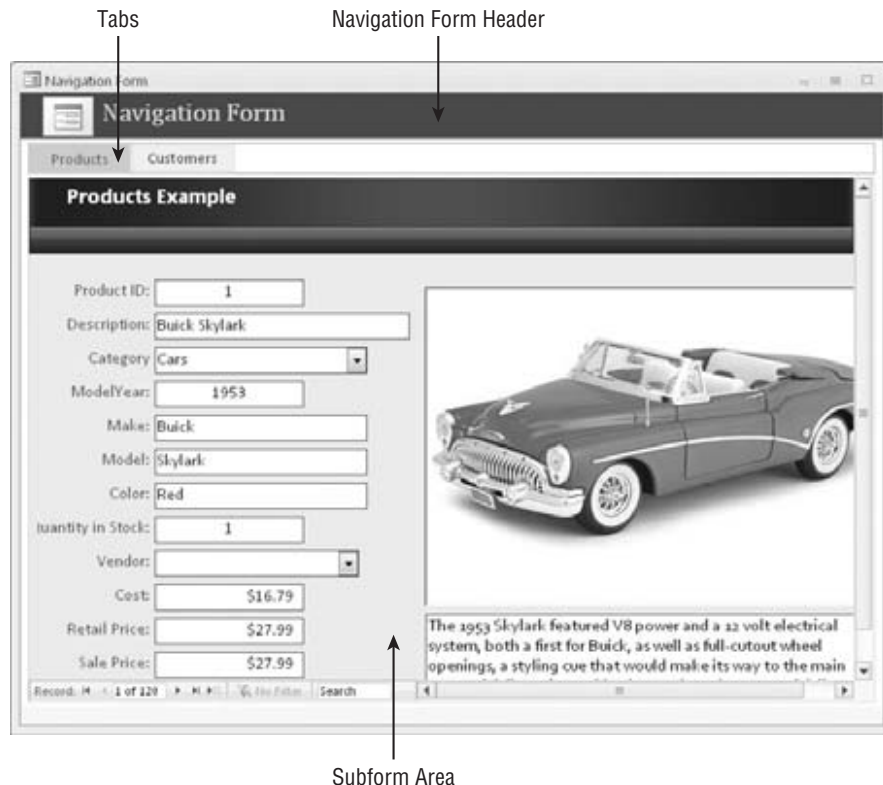 Tabs
Navigation Form Header
Navigation Form
Navigation Form
Products Customers
Products Example
Product ID: 1
Description: Buick Skylark
Category Cars
ModelYear: 1953
Make: Buick
Model: Skylark
Color: Red
uantity in Stock: 1
Vendor:
Cost: $16.79
Retail Price: $27.99
Sale Price: $27.99
The 1953 Skylark featured V8 power and a 12 volt electrical
system, both a first for Buick, as well as full-cutout wheel
openings, a styling cue that would make its way to the main
Record: 1 of 120 No Filter Search
Subform Area